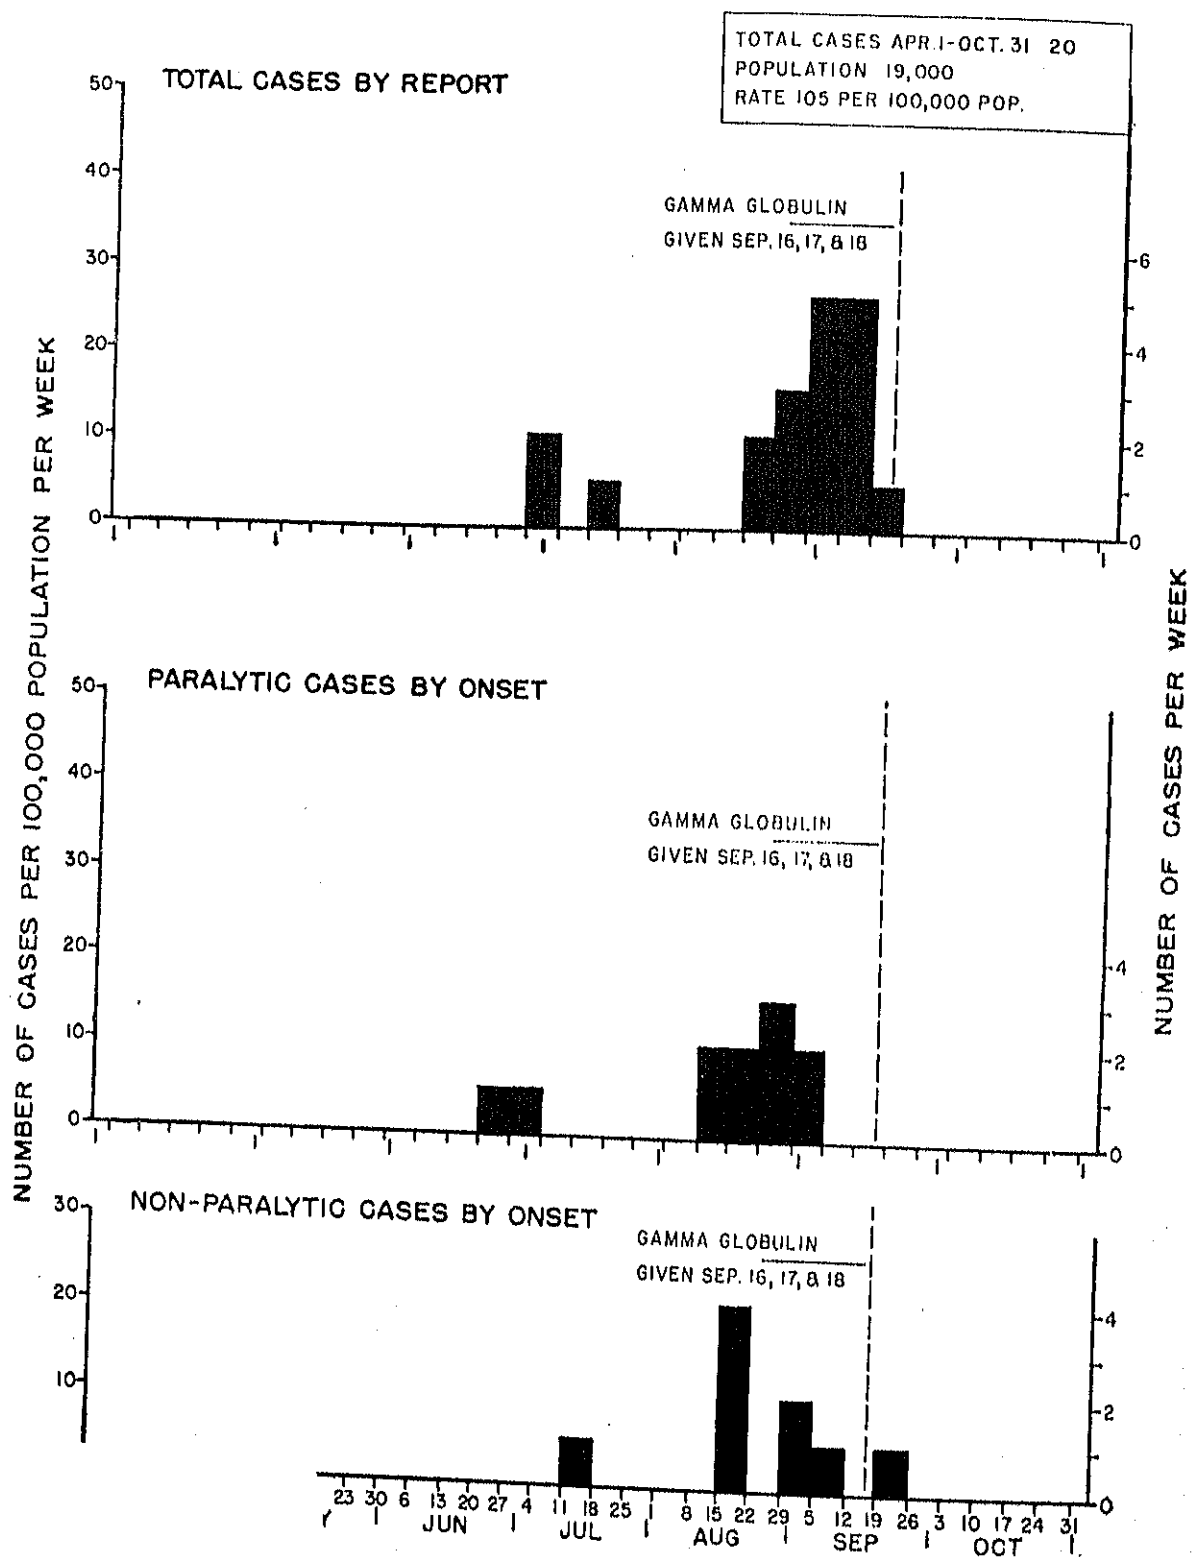 TOTAL CASES APR.1-OCT. 31 20
POPULATION 19,000
RATE 105 PER 100,000 POP.
TOTAL CASES BY REPORT
50
40
30
20
10
0
GAMMA GLOBULIN
GIVEN SEP. 16, 17, & 18
6
4
2
0
NUMBER OF CASES PER 100,000 POPULATION PER WEEK
NUMBER OF CASES PER WEEK
PARALYTIC CASES BY ONSET
50
40
30
20
10
0
GAMMA GLOBULIN
GIVEN SEP. 16, 17, & 18
4
2
0
NON-PARALYTIC CASES BY ONSET
30
20
10
GAMMA GLOBULIN
GIVEN SEP. 16, 17, & 18
4
2
0
23 30 6 13 20 27 4 11 18 25 1 8 15 22 29 5 12 19 26 3 10 17 24 31
JUN JUL AUG SEP OCT